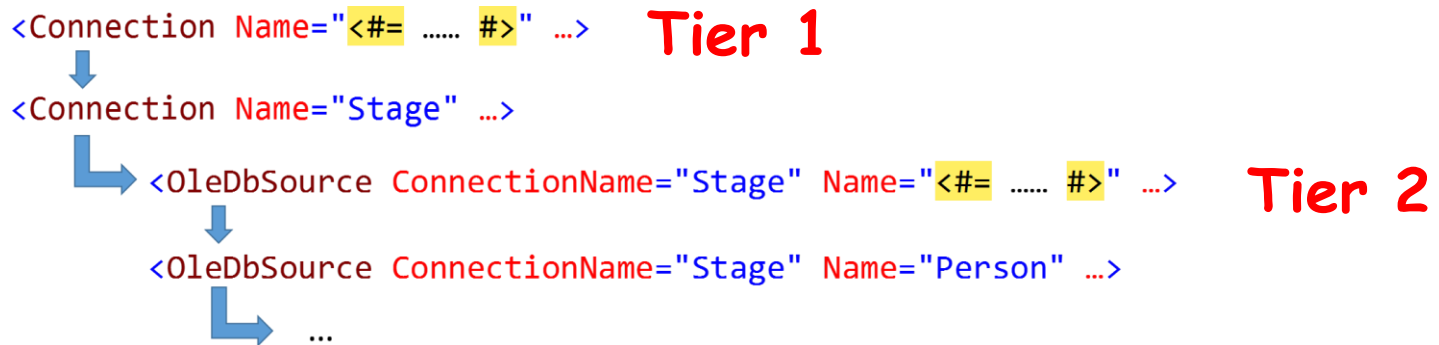 <Connection Name="<#= …… #>" …> Tier 1
<Connection Name="Stage" …>
<OleDbSource ConnectionName="Stage" Name="<#= …… #>" …> Tier 2
<OleDbSource ConnectionName="Stage" Name="Person" …>
…